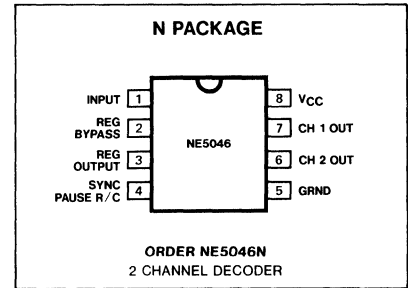 N PACKAGE
INPUT 1
REG
BYPASS 2
REG
OUTPUT 3
SYNC
PAUSE R/C 4
NE5046
8 VCC
7 CH 1 OUT
6 CH 2 OUT
5 GRND
ORDER NE5046N
2 CHANNEL DECODER